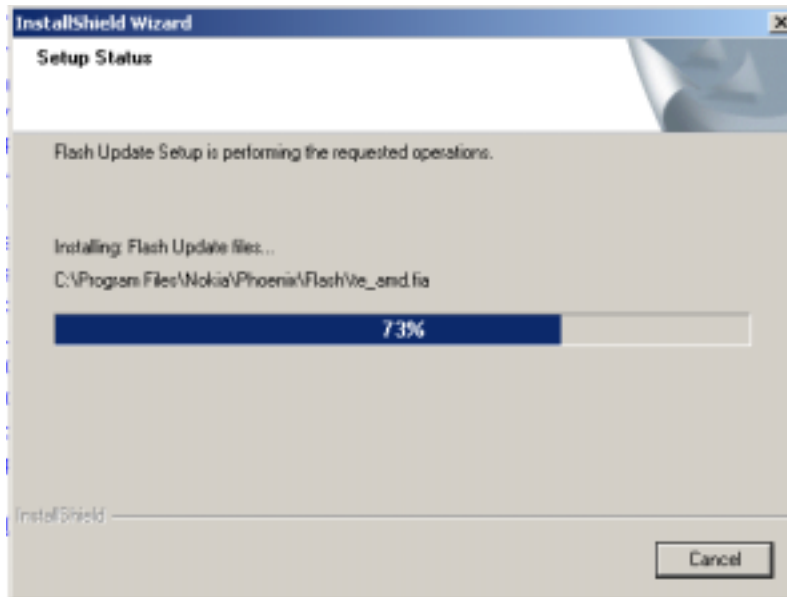 InstallShield Wizard
Setup Status
Flash Update Setup is performing the requested operations.
Installing: Flash Update files...
C:\Program Files\Nokia\Phoenix\Flash\te_amd.fia
73%
InstallShield
Cancel